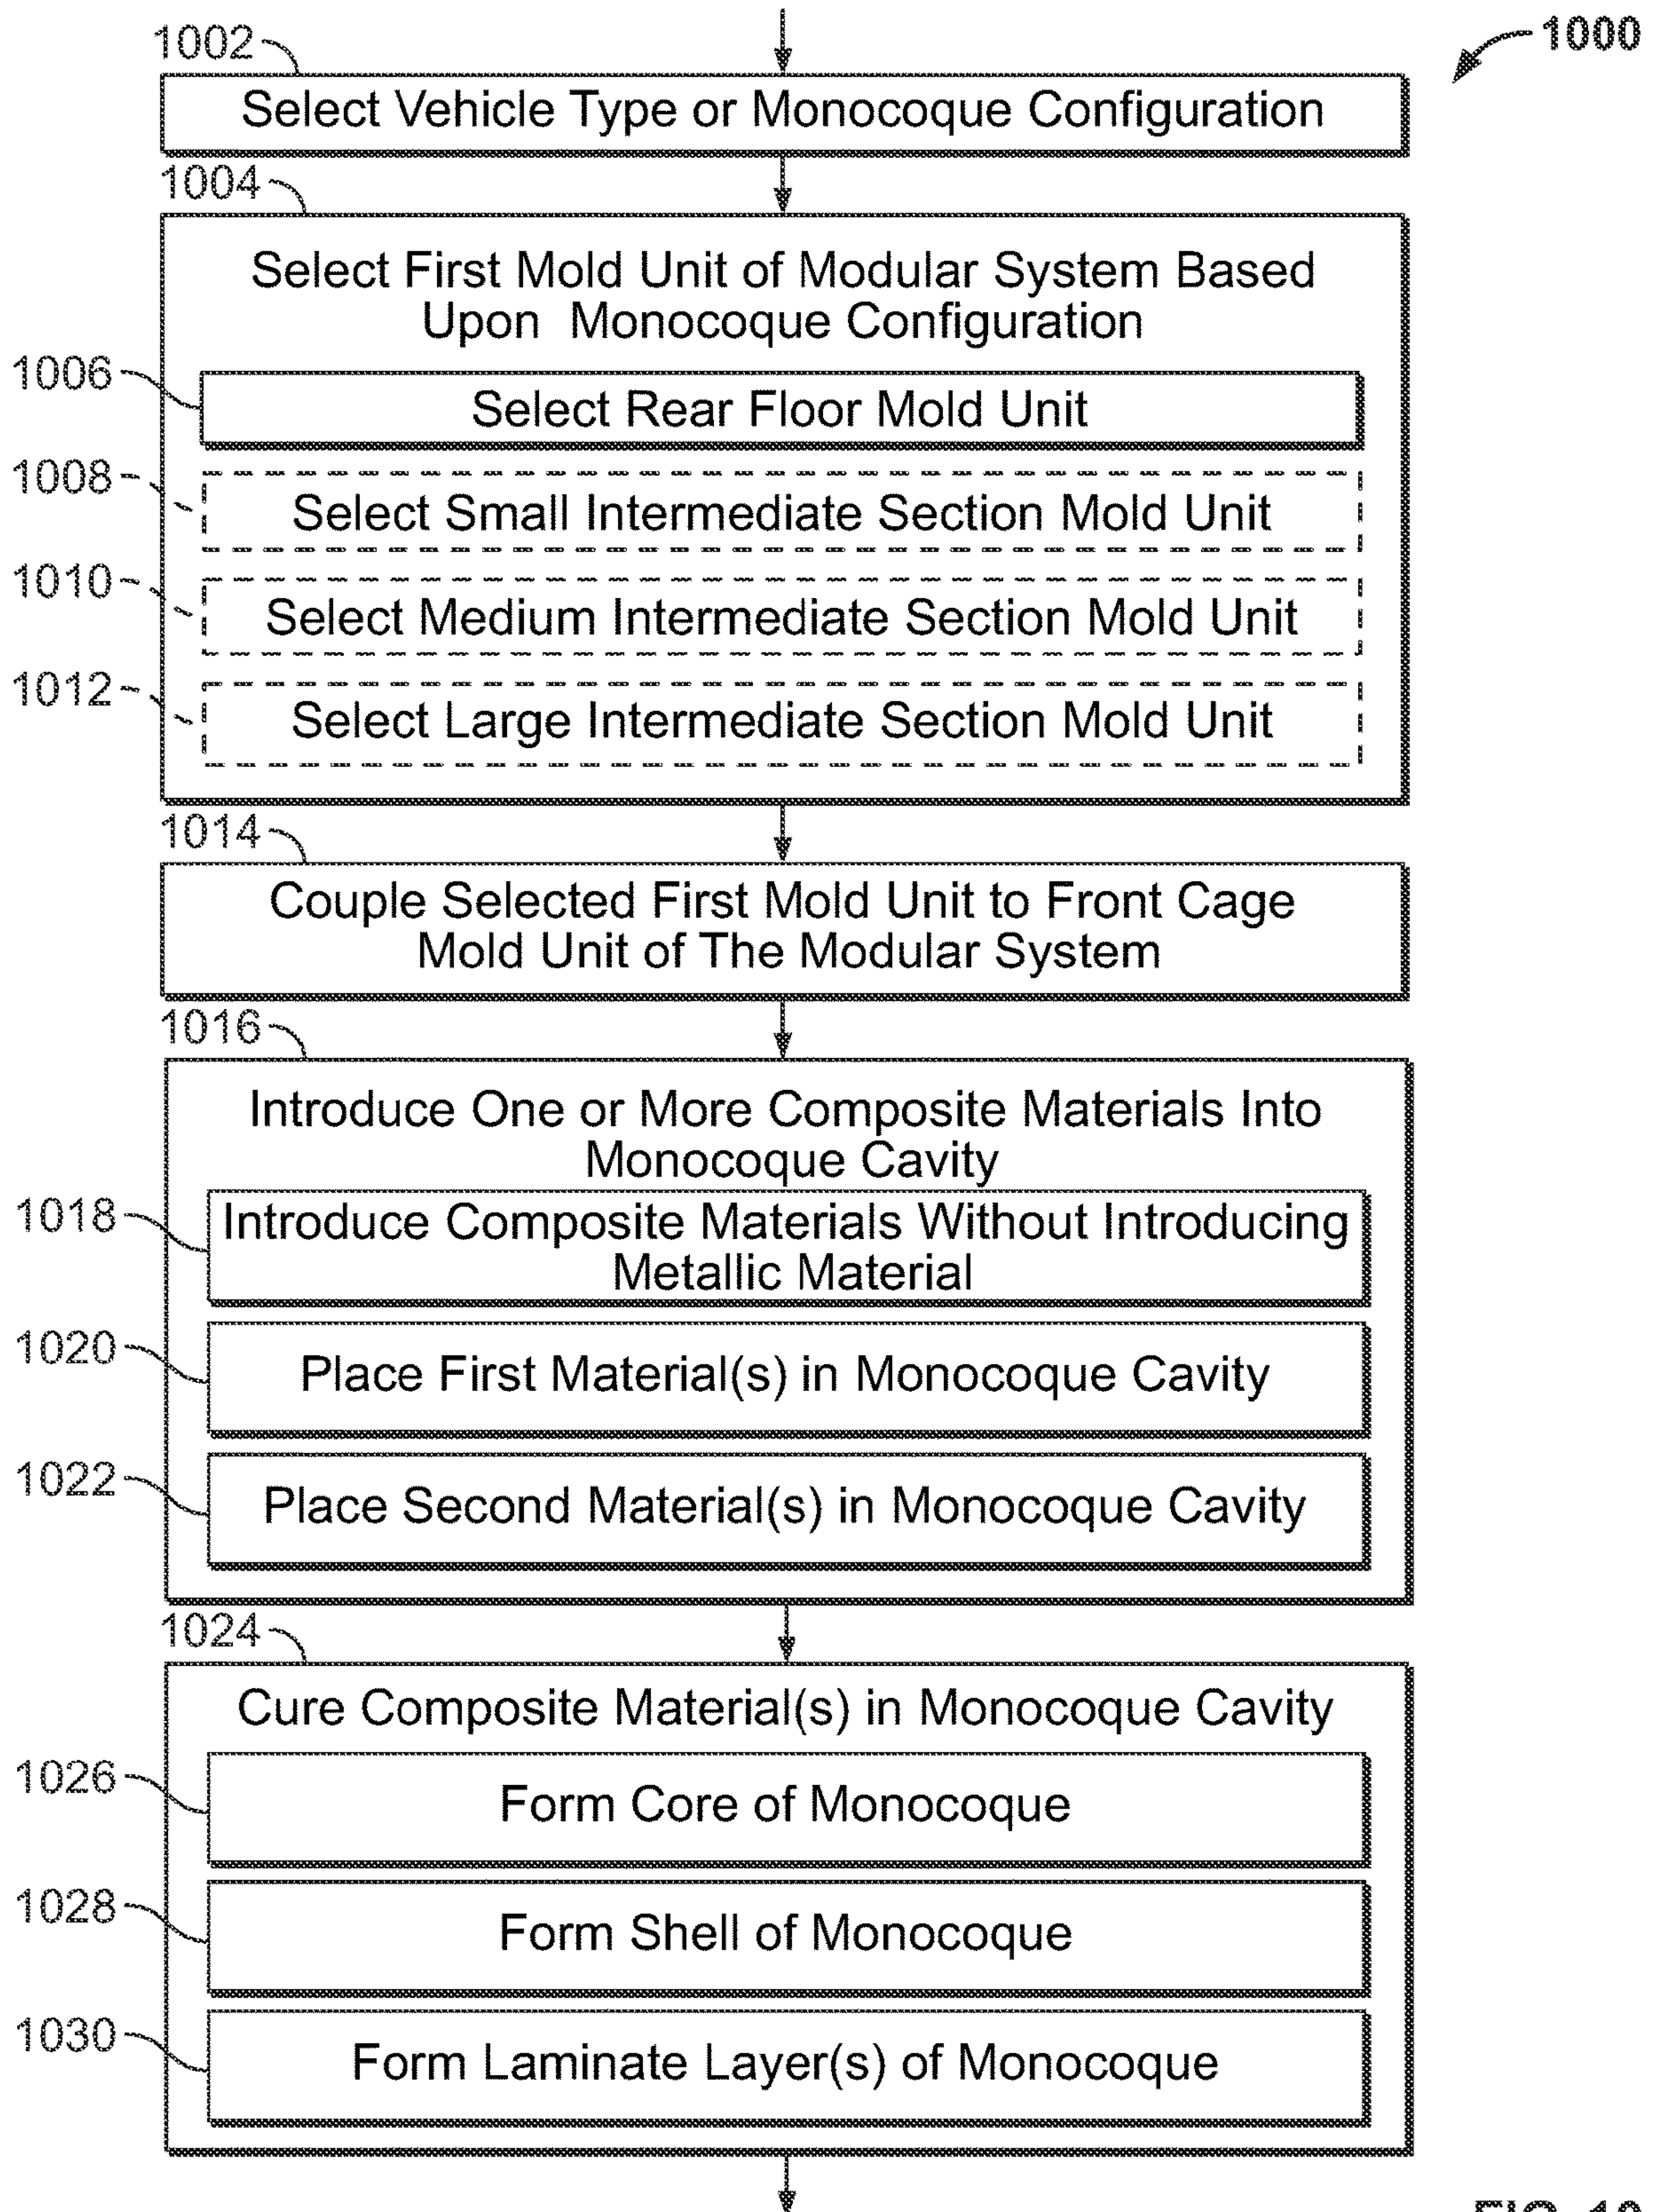 1000
1002
Select Vehicle Type or Monocoque Configuration
1004
Select First Mold Unit of Modular System Based
Upon Monocoque Configuration
1006
Select Rear Floor Mold Unit
1008
Select Small Intermediate Section Mold Unit
1010
Select Medium Intermediate Section Mold Unit
1012
Select Large Intermediate Section Mold Unit
1014
Couple Selected First Mold Unit to Front Cage
Mold Unit of The Modular System
1016
Introduce One or More Composite Materials Into
Monocoque Cavity
1018
Introduce Composite Materials Without Introducing
Metallic Material
1020
Place First Material(s) in Monocoque Cavity
1022
Place Second Material(s) in Monocoque Cavity
1024
Cure Composite Material(s) in Monocoque Cavity
1026
Form Core of Monocoque
1028
Form Shell of Monocoque
1030
Form Laminate Layer(s) of Monocoque